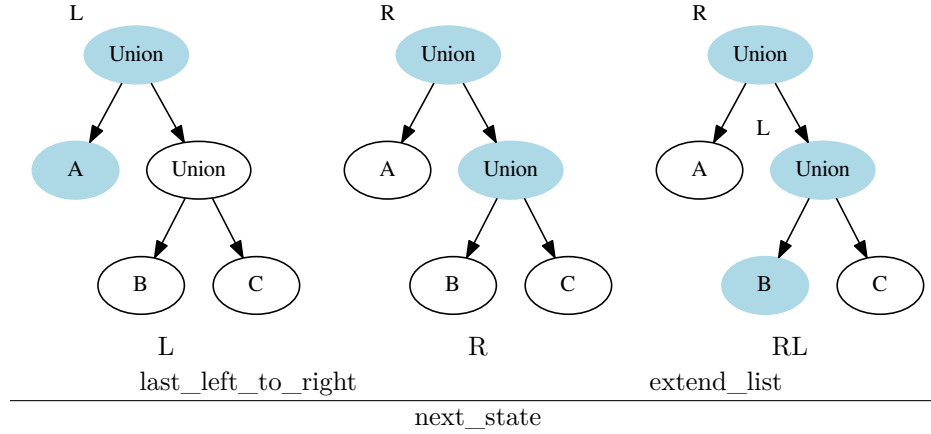 L R R
Union Union Union
L
A Union A Union A Union
B C B C B C
L R RL
last_left_to_right extend_list
next_state